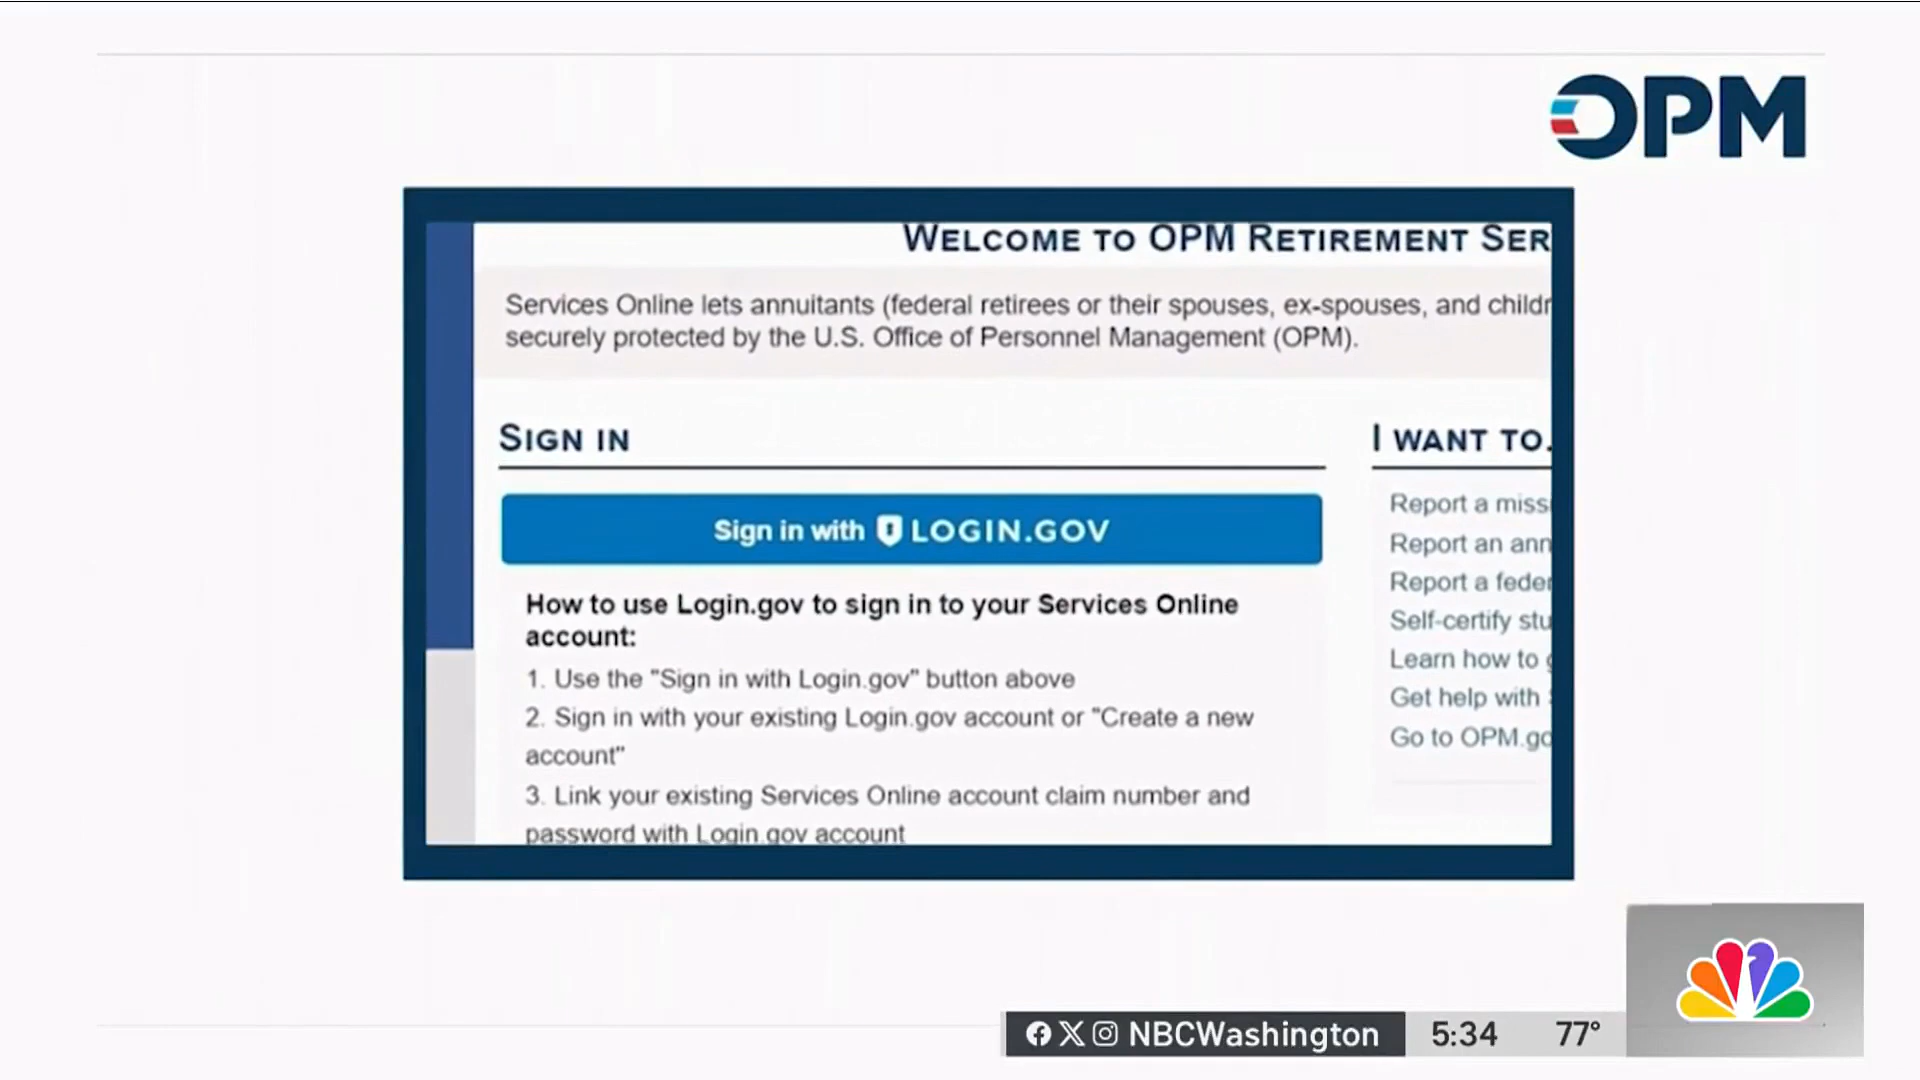 OPM
WELCOME TO OPM RETIREMENT SER
Services Online lets annuitants (federal retirees or their spouses, ex-spouses, and childr
securely protected by the U.S. Office of Personnel Management (OPM).
SIGN IN
Sign in with LOGIN.GOV
How to use Login.gov to sign in to your Services Online
account:
1. Use the "Sign in with Login.gov" button above
2. Sign in with your existing Login.gov account or "Create a new
account"
3. Link your existing Services Online account claim number and
password with Login.gov account
I WANT TO.
Report a miss
Report an ann
Report a feder
Self-certify stu
Learn how to g
Get help with
Go to OPM.go
NBCWashington 5:34 77°